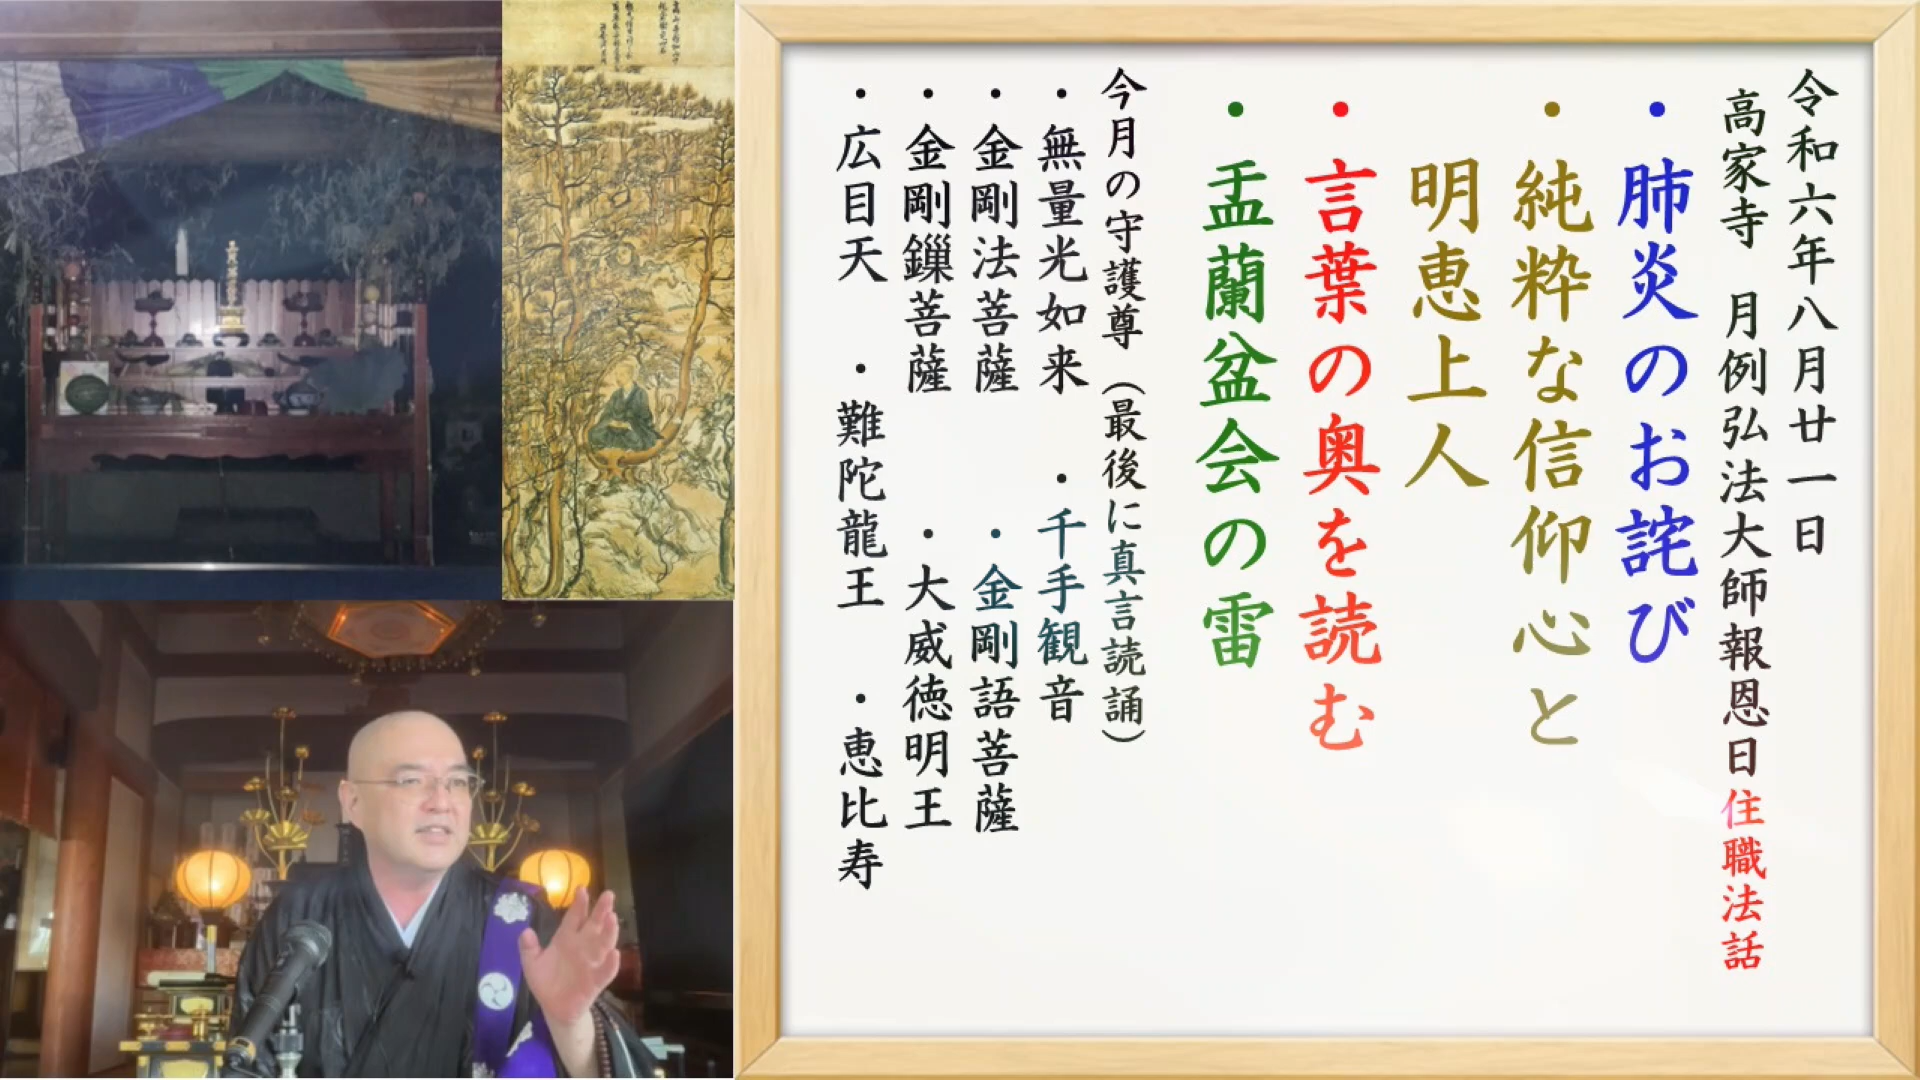 令和六年八月廿一日
高家寺 月例弘法大師報恩日住職法話
・肺炎のお詫び
・純粋な信仰心と
明恵上人
・言葉の奥を読む
・盂蘭盆会の雷
今月の守護尊（最後に真言読誦）
・無量光如来 ・千手観音
・金剛法菩薩 ・金剛語菩薩
・金剛鏁菩薩 ・大威徳明王
・広目天 ・難陀龍王 ・恵比寿